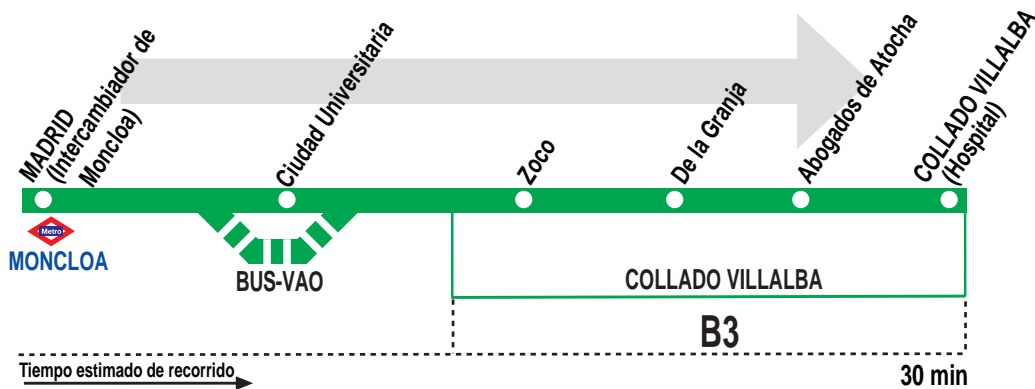 MADRID
(Intercambiador de
Moncloa)
Ciudad Universitaria
Zoco
De la Granja
Abogados de Atocha
COLLADO VILLALBA
(Hospital)
Metro
MONCLOA
BUS-VAO
COLLADO VILLALBA
B3
Tiempo estimado de recorrido
30 min